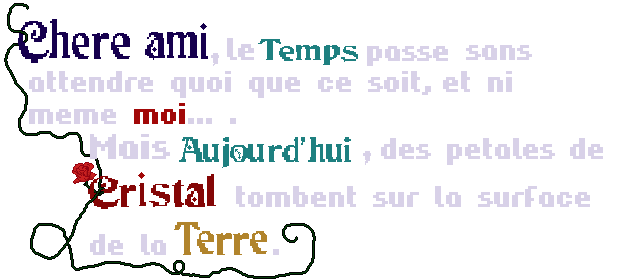 Chere ami, le Temps passe sans
attendre quoi que ce soit, et ni
meme moi... .
Mais Aujourd'hui , des petales de
Cristal tombent sur la surface
de la Terre.